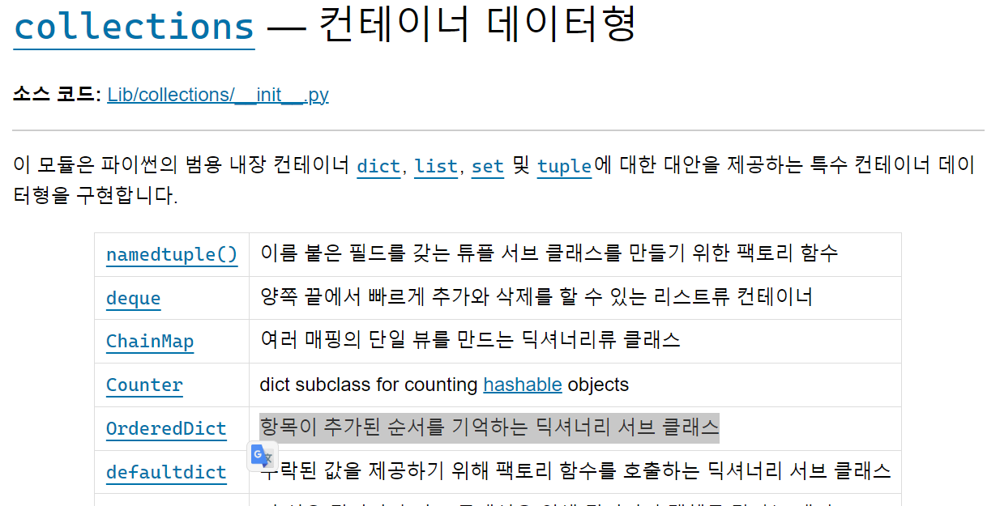 collections — 컨테이너 데이터형
소스 코드: Lib/collections/__init__.py
이 모듈은 파이썬의 범용 내장 컨테이너 dict, list, set 및 tuple에 대한 대안을 제공하는 특수 컨테이너 데이
터형을 구현합니다.
namedtuple() 이름 붙은 필드를 갖는 튜플 서브 클래스를 만들기 위한 팩토리 함수
deque 양쪽 끝에서 빠르게 추가와 삭제를 할 수 있는 리스트류 컨테이너
ChainMap 여러 매핑의 단일 뷰를 만드는 딕셔너리류 클래스
Counter dict subclass for counting hashable objects
OrderedDict 항목이 추가된 순서를 기억하는 딕셔너리 서브 클래스
defaultdict 값을 제공하기 위해 팩토리 함수를 호출하는 딕셔너리 서브 클래스